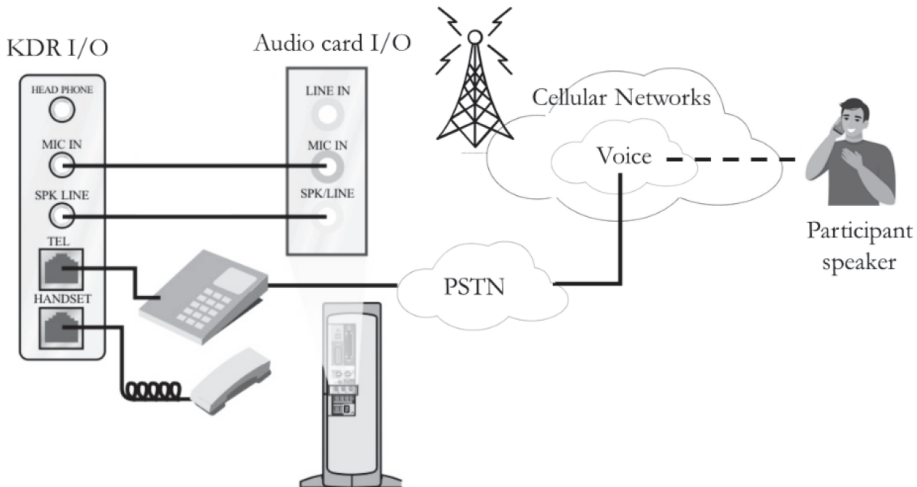 KDR I/O
HEAD PHONE
MIC IN
SPK LINE
TEL
HANDSET
Audio card I/O
LINE IN
MIC IN
SPK/LINE
Cellular Networks
Voice
PSTN
Participant
speaker